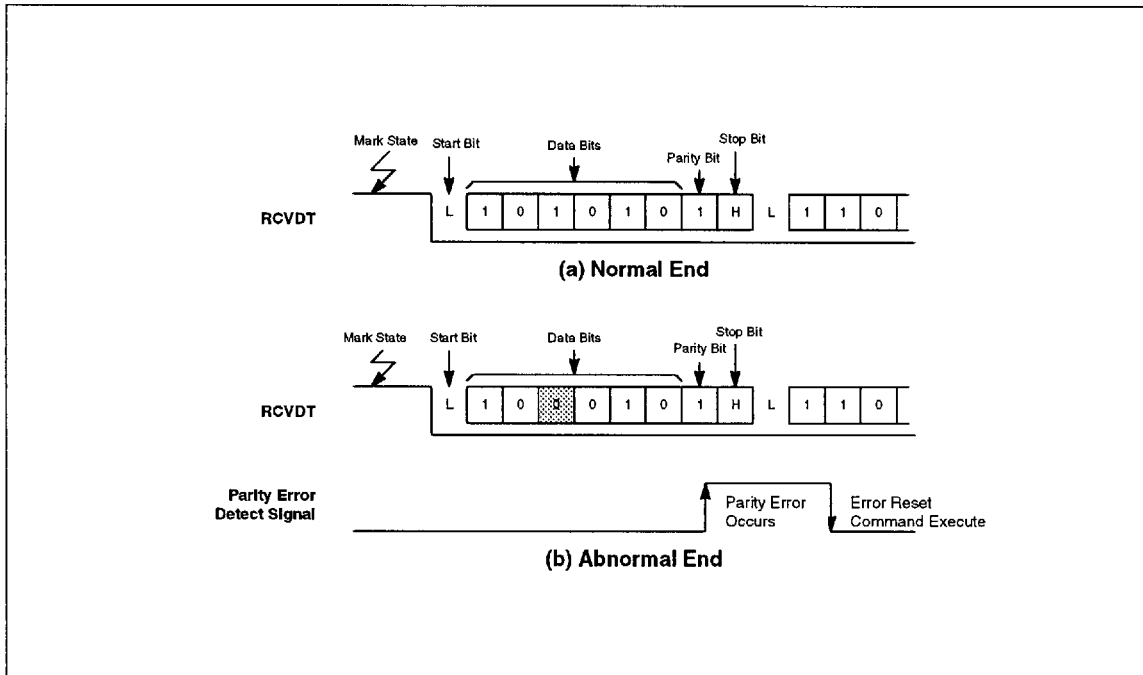 Mark State Start Bit Data Bits Parity Bit Stop Bit
RCVDT L 1 0 1 0 1 0 1 H L 1 1 0
(a) Normal End
Mark State Start Bit Data Bits Parity Bit Stop Bit
RCVDT L 1 0 0 0 1 0 1 H L 1 1 0
Parity Error
Detect Signal
Parity Error
Occurs
Error Reset
Command Execute
(b) Abnormal End